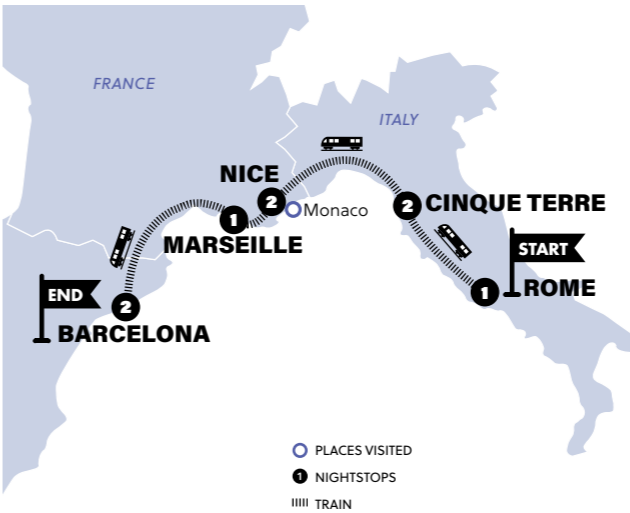 FRANCE
ITALY
NICE
2
Monaco
2
CINQUE TERRE
1
MARSEILLE
START
1
ROME
END
2
BARCELONA
PLACES VISITED
1 NIGHTSTOPS
TRAIN